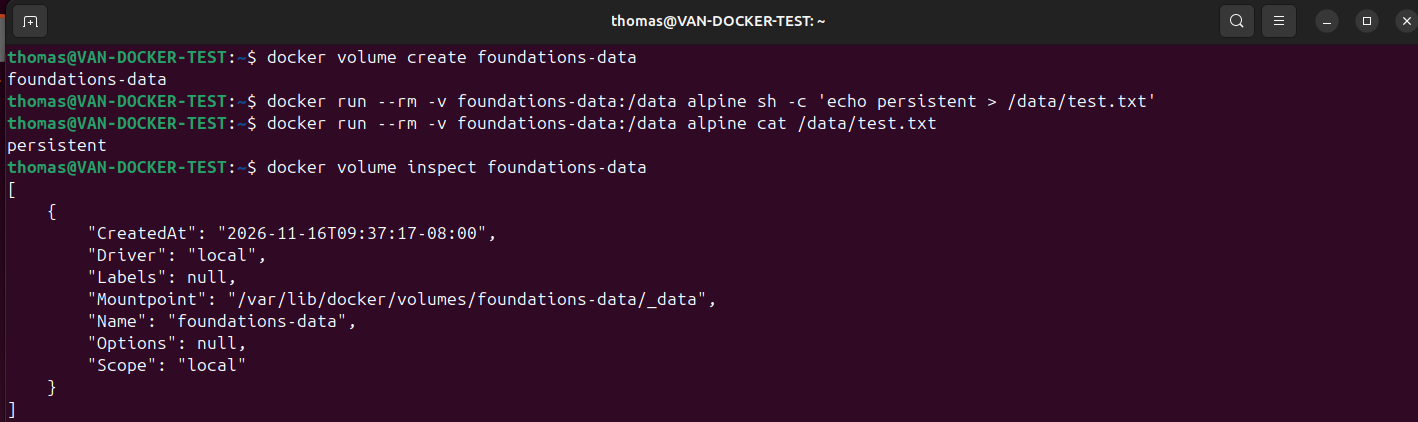 thomas@VAN-DOCKER-TEST: ~
thomas@VAN-DOCKER-TEST:~$ docker volume create foundations-data
foundations-data
thomas@VAN-DOCKER-TEST:~$ docker run --rm -v foundations-data:/data alpine sh -c 'echo persistent > /data/test.txt'
thomas@VAN-DOCKER-TEST:~$ docker run --rm -v foundations-data:/data alpine cat /data/test.txt
persistent
thomas@VAN-DOCKER-TEST:~$ docker volume inspect foundations-data
[
    {
        "CreatedAt": "2026-11-16T09:37:17-08:00",
        "Driver": "local",
        "Labels": null,
        "Mountpoint": "/var/lib/docker/volumes/foundations-data/_data",
        "Name": "foundations-data",
        "Options": null,
        "Scope": "local"
    }
]